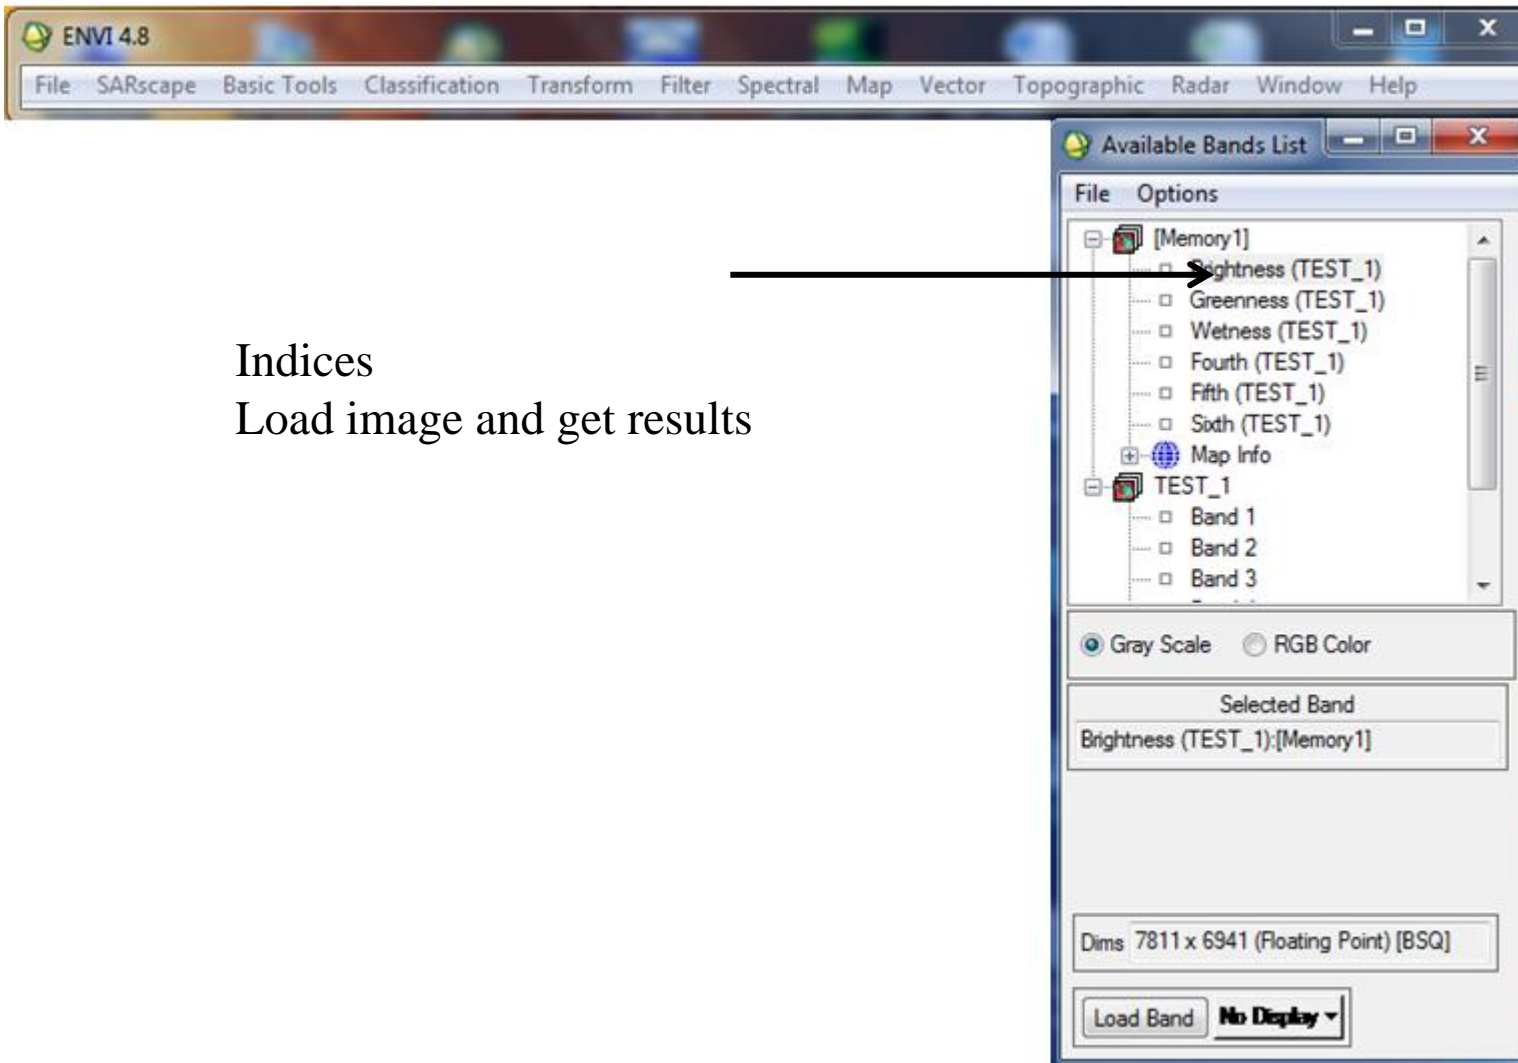 ENVI 4.8
File SARscape Basic Tools Classification Transform Filter Spectral Map Vector Topographic Radar Window Help
Available Bands List
File Options
[Memory1]
Brightness (TEST_1)
Greenness (TEST_1)
Wetness (TEST_1)
Fourth (TEST_1)
Fifth (TEST_1)
Sixth (TEST_1)
Map Info
TEST_1
Band 1
Band 2
Band 3
Indices
Load image and get results
Gray Scale RGB Color
Selected Band
Brightness (TEST_1):[Memory1]
Dims 7811 x 6941 (Floating Point) [BSQ]
Load Band No Display